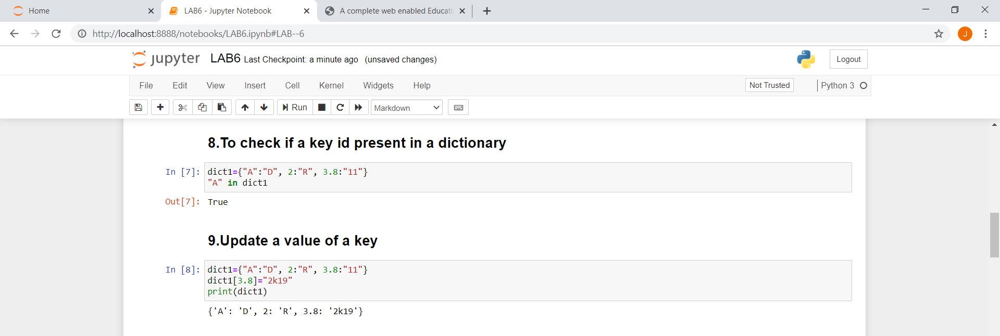 Home
LAB6 - Jupyter Notebook
A complete web enabled Educati
http://localhost:8888/notebooks/LAB6.ipynb#LAB--6
J
jupyter LAB6 Last Checkpoint: a minute ago (unsaved changes)
Logout
File Edit View Insert Cell Kernel Widgets Help
Not Trusted
Python 3
Run
Markdown
8.To check if a key id present in a dictionary
In [7]: dict1={"A":"D", 2:"R", 3.8:"11"}
"A" in dict1
Out[7]: True
9.Update a value of a key
In [8]: dict1={"A":"D", 2:"R", 3.8:"11"}
dict1[3.8]="2k19"
print(dict1)
{'A': 'D', 2: 'R', 3.8: '2k19'}